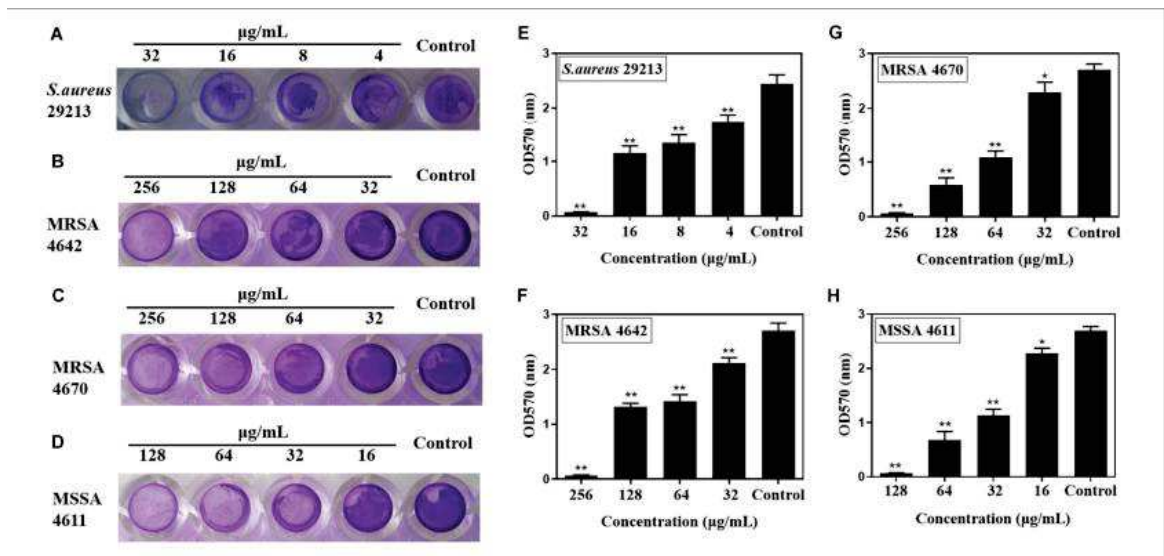 A
µg/mL
32 16 8 4 Control
S.aureus
29213
B
µg/mL
256 128 64 32 Control
MRSA
4642
C
µg/mL
256 128 64 32 Control
MRSA
4670
D
µg/mL
128 64 32 16 Control
MSSA
4611
E
S.aureus 29213
OD570 (nm)
3
2
1
0
** ** ** **
32 16 8 4 Control
Concentration (µg/mL)
F
MRSA 4642
OD570 (nm)
3
2
1
0
** ** ** **
256 128 64 32 Control
Concentration (µg/mL)
G
MRSA 4670
OD570 (nm)
3
2
1
0
** ** ** *
256 128 64 32 Control
Concentration (µg/mL)
H
MSSA 4611
OD570 (nm)
3
2
1
0
** ** ** *
128 64 32 16 Control
Concentration (µg/mL)